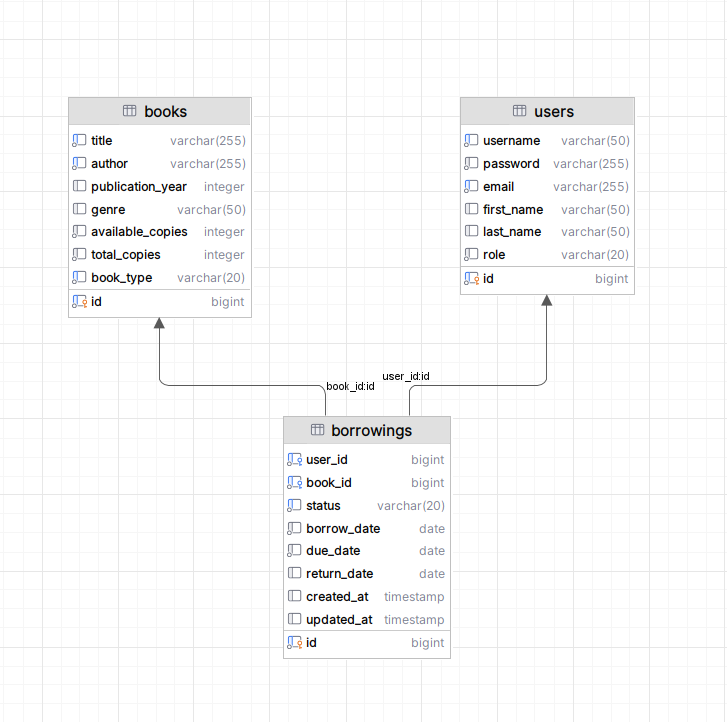 books
title varchar(255)
author varchar(255)
publication_year integer
genre varchar(50)
available_copies integer
total_copies integer
book_type varchar(20)
id bigint
users
username varchar(50)
password varchar(255)
email varchar(255)
first_name varchar(50)
last_name varchar(50)
role varchar(20)
id bigint
book_id:id
user_id:id
borrowings
user_id bigint
book_id bigint
status varchar(20)
borrow_date date
due_date date
return_date date
created_at timestamp
updated_at timestamp
id bigint